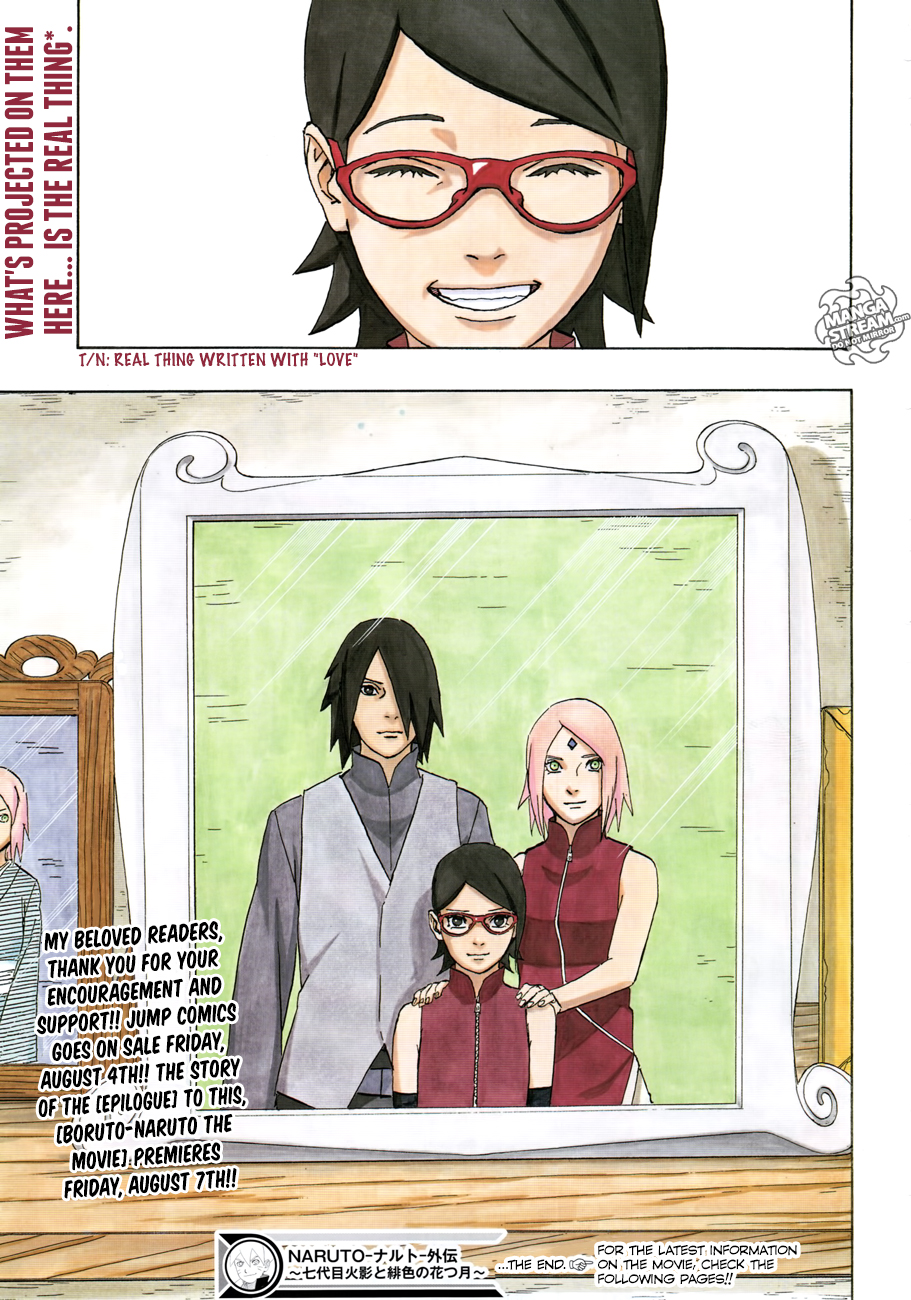 WHAT'S PROJECTED ON THEM
HERE... IS THE REAL THING*.
T/N: REAL THING WRITTEN WITH "LOVE"
MANGA
STREAM.com
DO NOT MIRROR
MY BELOVED READERS,
THANK YOU FOR YOUR
ENCOURAGEMENT AND
SUPPORT!! JUMP COMICS
GOES ON SALE FRIDAY,
AUGUST 4TH!! THE STORY
OF THE [EPILOGUE] TO THIS,
[BORUTO-NARUTO THE
MOVIE] PREMIERES
FRIDAY, AUGUST 7TH!!
NARUTO-ナルト-外伝
～七代目火影と緋色の花つ月～
...THE END.
FOR THE LATEST INFORMATION
ON THE MOVIE, CHECK THE
FOLLOWING PAGES!!